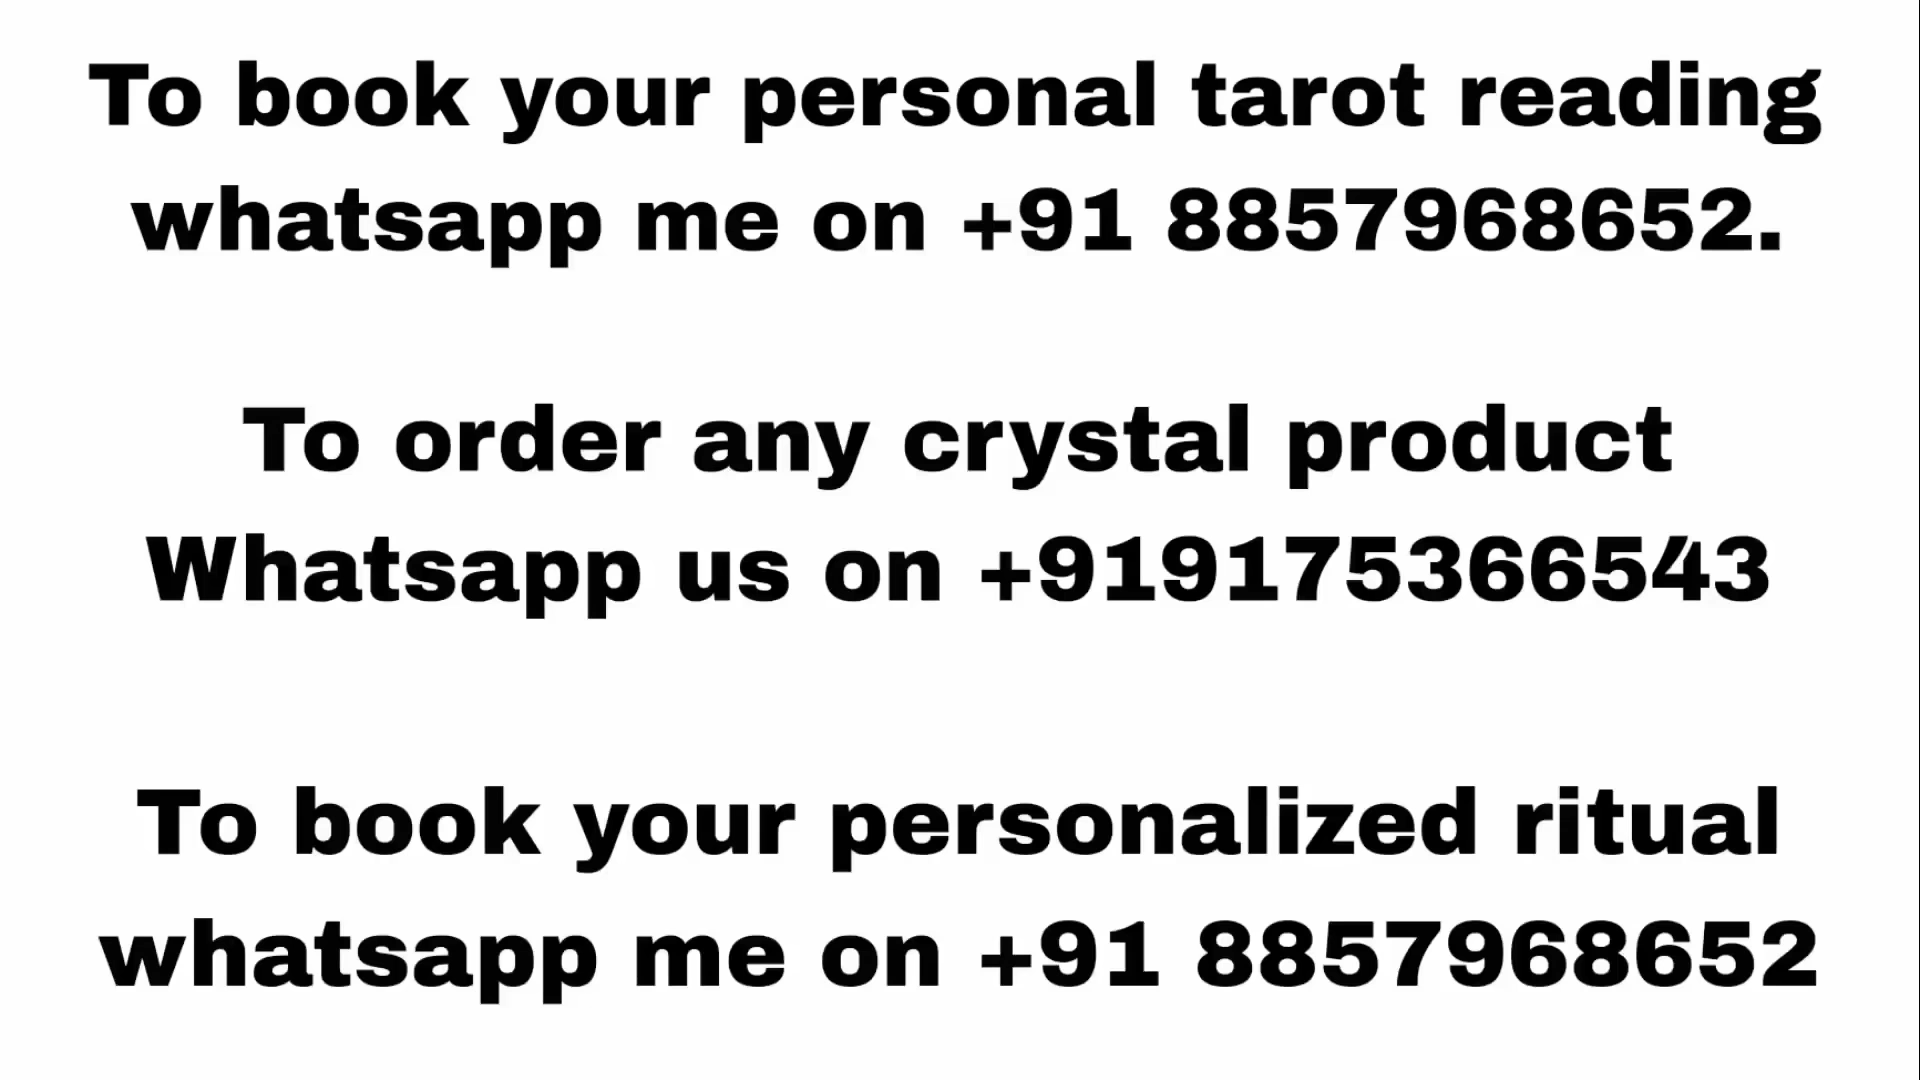 To book your personal tarot reading
whatsapp me on +91 8857968652.
To order any crystal product
Whatsapp us on +919175366543
To book your personalized ritual
whatsapp me on +91 8857968652